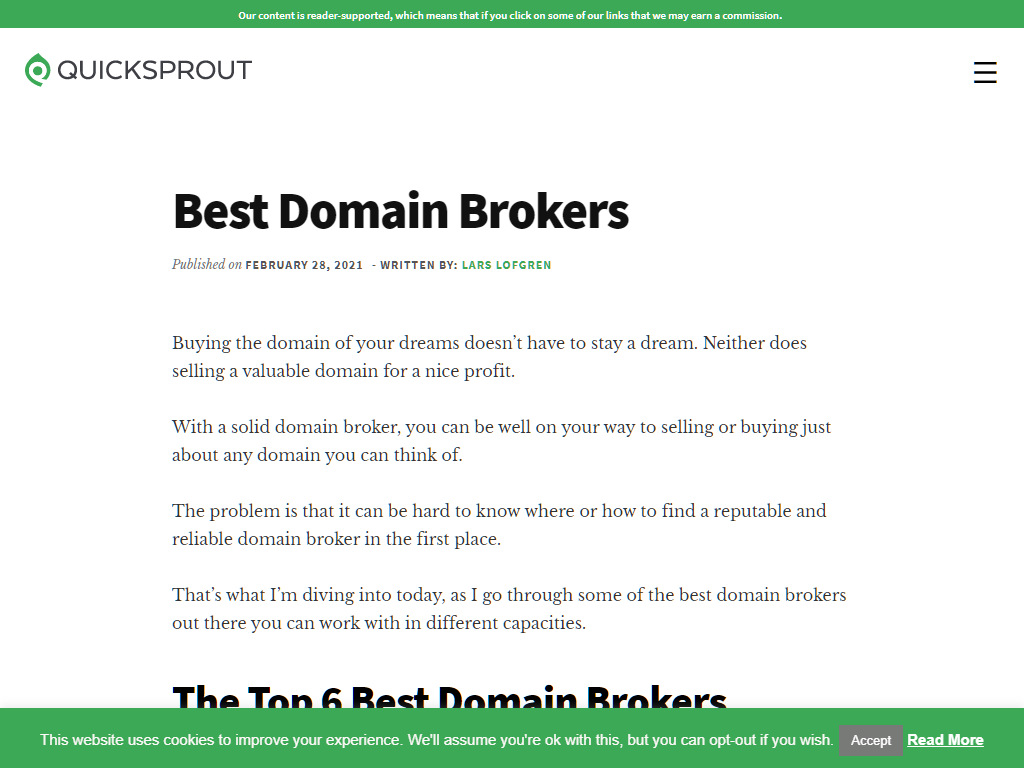 Our content is reader-supported, which means that if you click on some of our links that we may earn a commission.
QUICKSPROUT
Best Domain Brokers
Published on FEBRUARY 28, 2021 - WRITTEN BY: LARS LOFGREN
Buying the domain of your dreams doesn’t have to stay a dream. Neither does
selling a valuable domain for a nice profit.
With a solid domain broker, you can be well on your way to selling or buying just
about any domain you can think of.
The problem is that it can be hard to know where or how to find a reputable and
reliable domain broker in the first place.
That’s what I’m diving into today, as I go through some of the best domain brokers
out there you can work with in different capacities.
The Top 6 Best Domain Brokers
This website uses cookies to improve your experience. We'll assume you're ok with this, but you can opt-out if you wish. Accept Read More